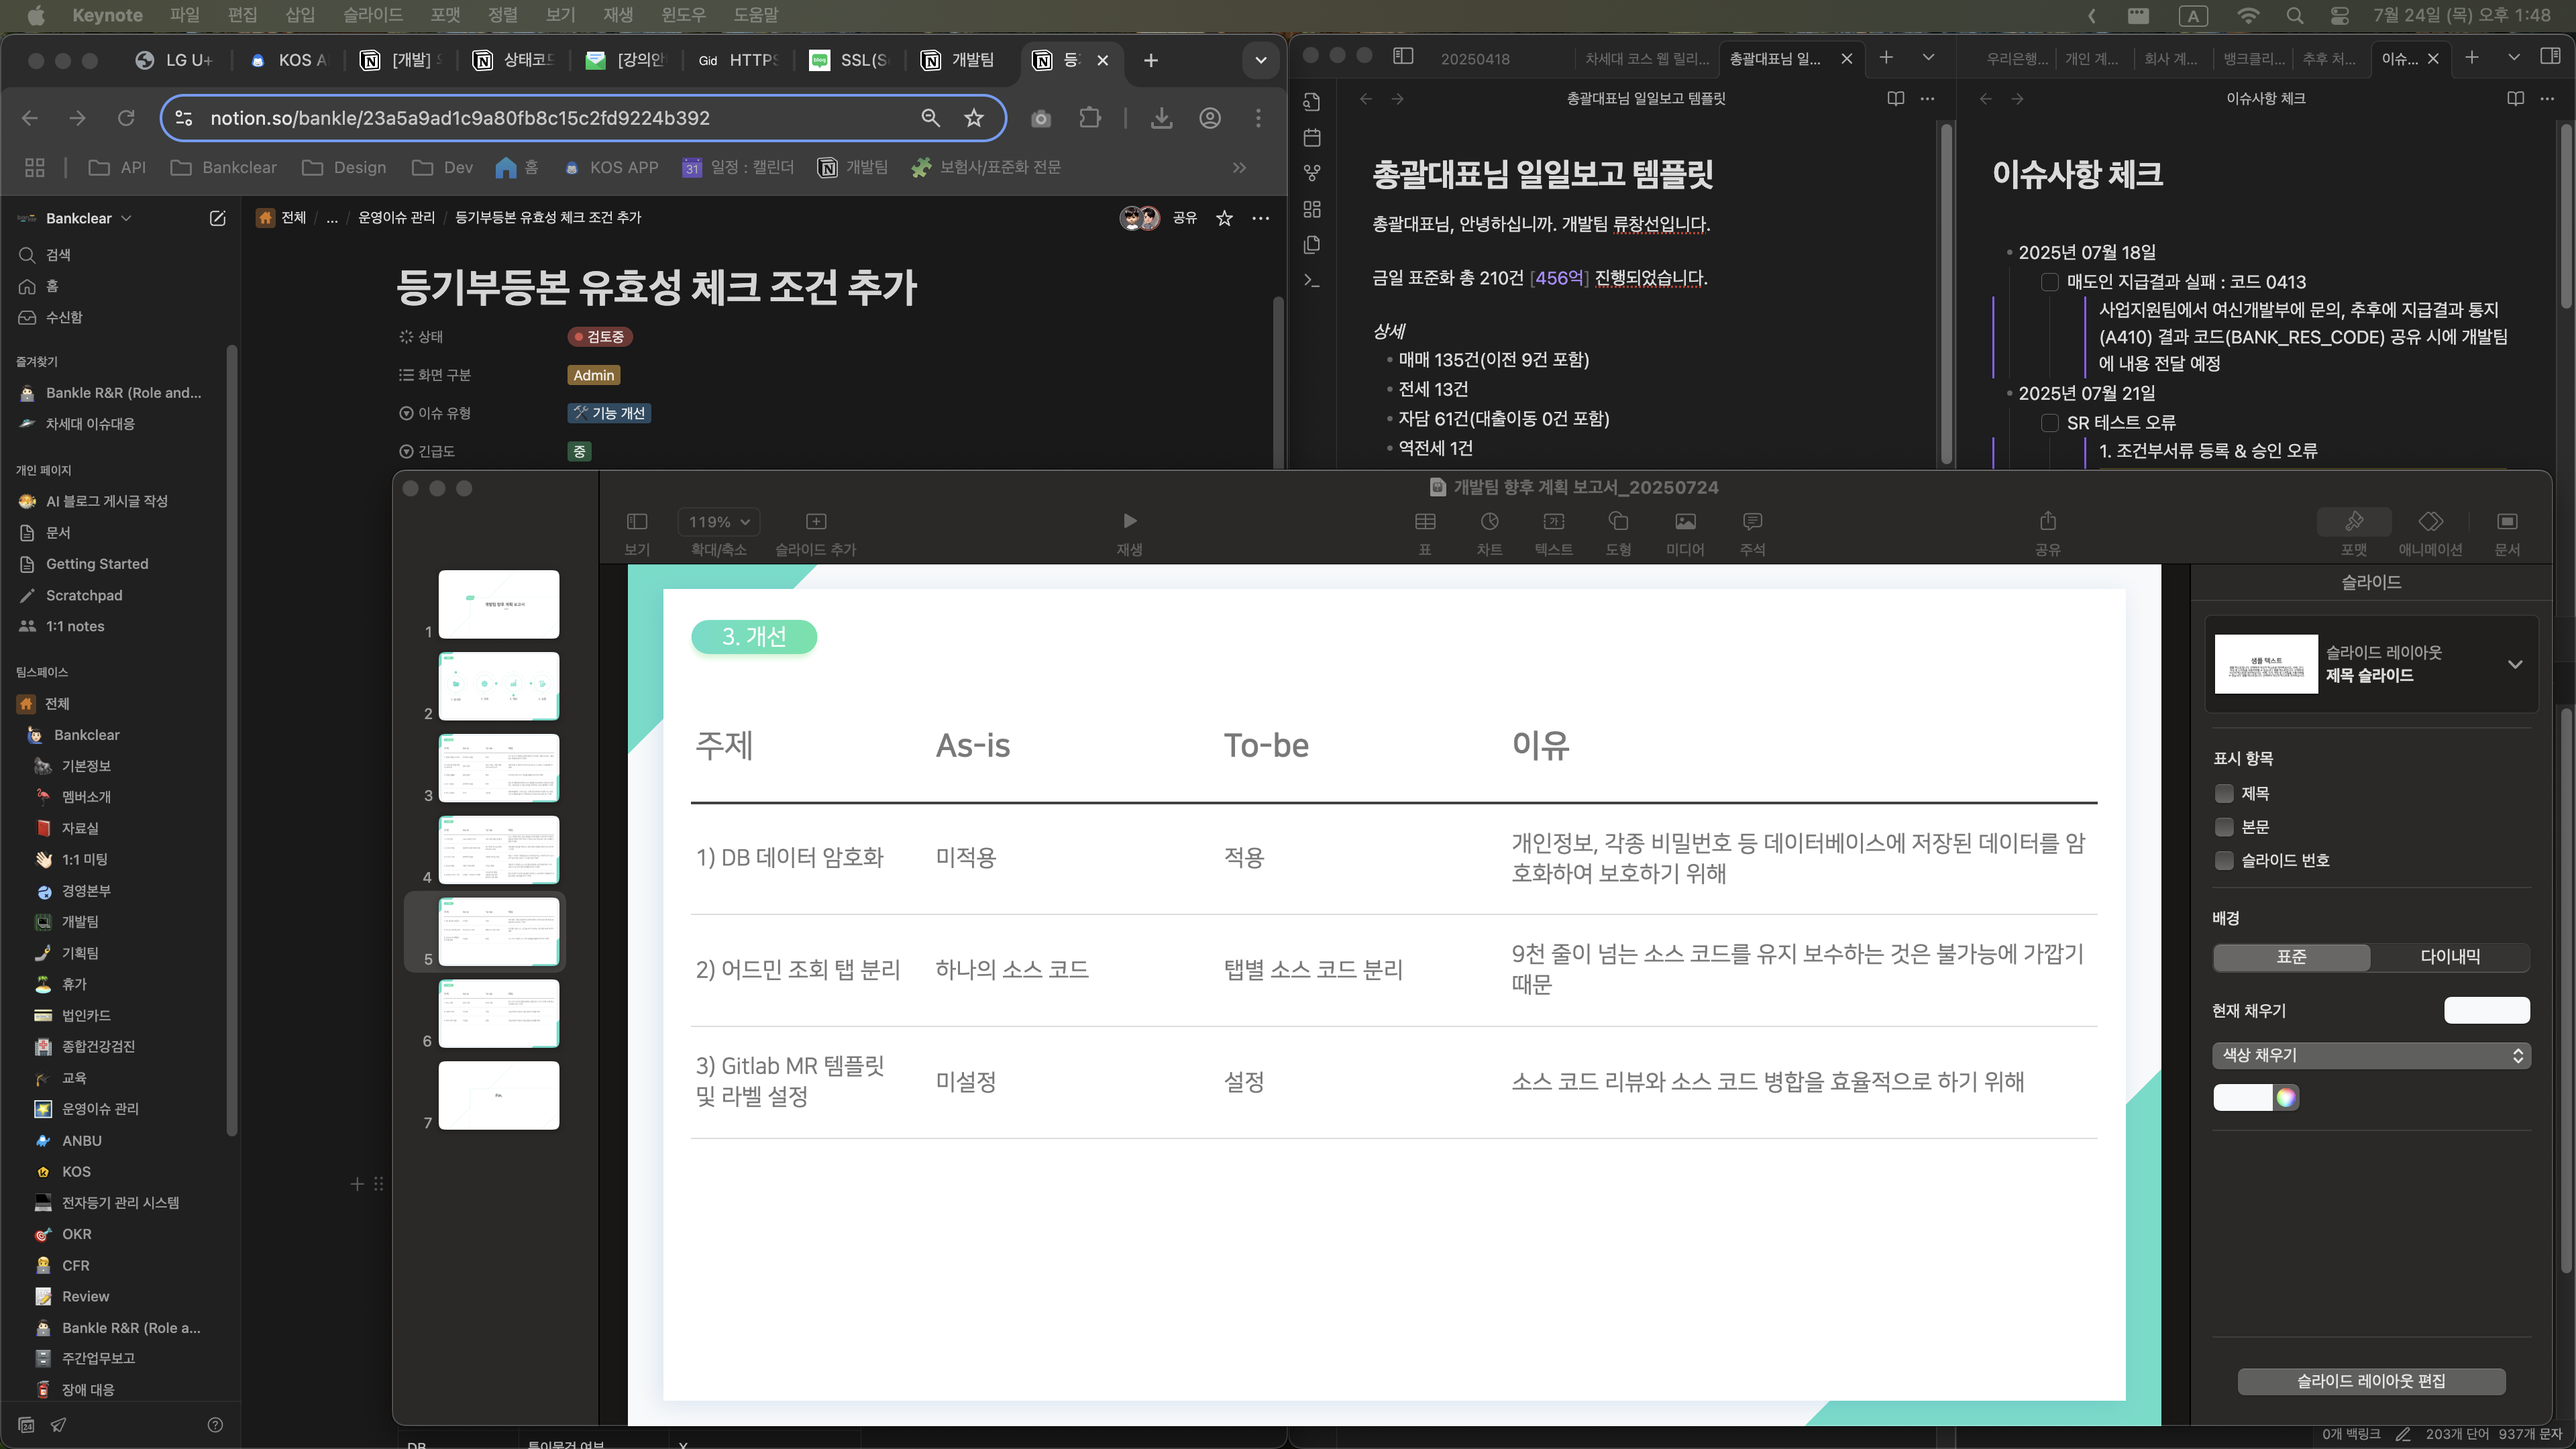 Keynote 파일 편집 삽입 슬라이드 포맷 정렬 보기 재생 윈도우 도움말
A 7월 24일 (목) 오후 1:48
LG U+ KOS A [개발] 상태코드 [강의안 Gid HTTPS SSL(S 개발팀 등
notion.so/bankle/23a5a9ad1c9a80fb8c15c2fd9224b392
API Bankclear Design Dev 홈 KOS APP 31 일정 : 캘린더 개발팀 보험사/표준화 전문
Bankclear
검색
홈
수신함
즐겨찾기
Bankle R&R (Role and...
차세대 이슈대응
개인 페이지
AI 블로그 게시글 작성
문서
Getting Started
Scratchpad
1:1 notes
팀스페이스
전체
Bankclear
기본정보
멤버소개
자료실
1:1 미팅
경영본부
개발팀
기획팀
휴가
법인카드
종합건강검진
교육
운영이슈 관리
ANBU
KOS
전자등기 관리 시스템
OKR
CFR
Review
Bankle R&R (Role a...
주간업무보고
장애 대응
전체 / ... / 운영이슈 관리 / 등기부등본 유효성 체크 조건 추가
공유
등기부등본 유효성 체크 조건 추가
상태 검토중
화면 구분 Admin
이슈 유형 기능 개선
긴급도 중
DB 특이물건 여부 X
20250418 차세대 코스 웹 릴리... 총괄대표님 일...
총괄대표님 일일보고 템플릿
총괄대표님 일일보고 템플릿
총괄대표님, 안녕하십니까. 개발팀 류창선입니다.
금일 표준화 총 210건 [456억] 진행되었습니다.
상세
매매 135건(이전 9건 포함)
전세 13건
자담 61건(대출이동 0건 포함)
역전세 1건
우리은행... 개인 계... 회사 계... 뱅크클리... 추후 처... 이슈...
이슈사항 체크
이슈사항 체크
2025년 07월 18일
매도인 지급결과 실패 : 코드 0413
사업지원팀에서 여신개발부에 문의, 추후에 지급결과 통지
(A410) 결과 코드(BANK_RES_CODE) 공유 시에 개발팀
에 내용 전달 예정
2025년 07월 21일
SR 테스트 오류
1. 조건부서류 등록 & 승인 오류
개발팀 향후 계획 보고서_20250724
119%
보기 확대/축소 슬라이드 추가 재생 표 차트 텍스트 도형 미디어 주석 공유 포맷 애니메이션 문서
개발팀 향후 계획 보고서
1
2
3
4
5
6
7
3. 개선
주제 As-is To-be 이유
1) DB 데이터 암호화 미적용 적용 개인정보, 각종 비밀번호 등 데이터베이스에 저장된 데이터를 암
호화하여 보호하기 위해
2) 어드민 조회 탭 분리 하나의 소스 코드 탭별 소스 코드 분리 9천 줄이 넘는 소스 코드를 유지 보수하는 것은 불가능에 가깝기
때문
3) Gitlab MR 템플릿
및 라벨 설정 미설정 설정 소스 코드 리뷰와 소스 코드 병합을 효율적으로 하기 위해
슬라이드
샘플 텍스트
슬라이드 레이아웃
제목 슬라이드
표시 항목
제목
본문
슬라이드 번호
배경
표준 다이내믹
현재 채우기
색상 채우기
슬라이드 레이아웃 편집
0개 백링크 203개 단어 937개 문자